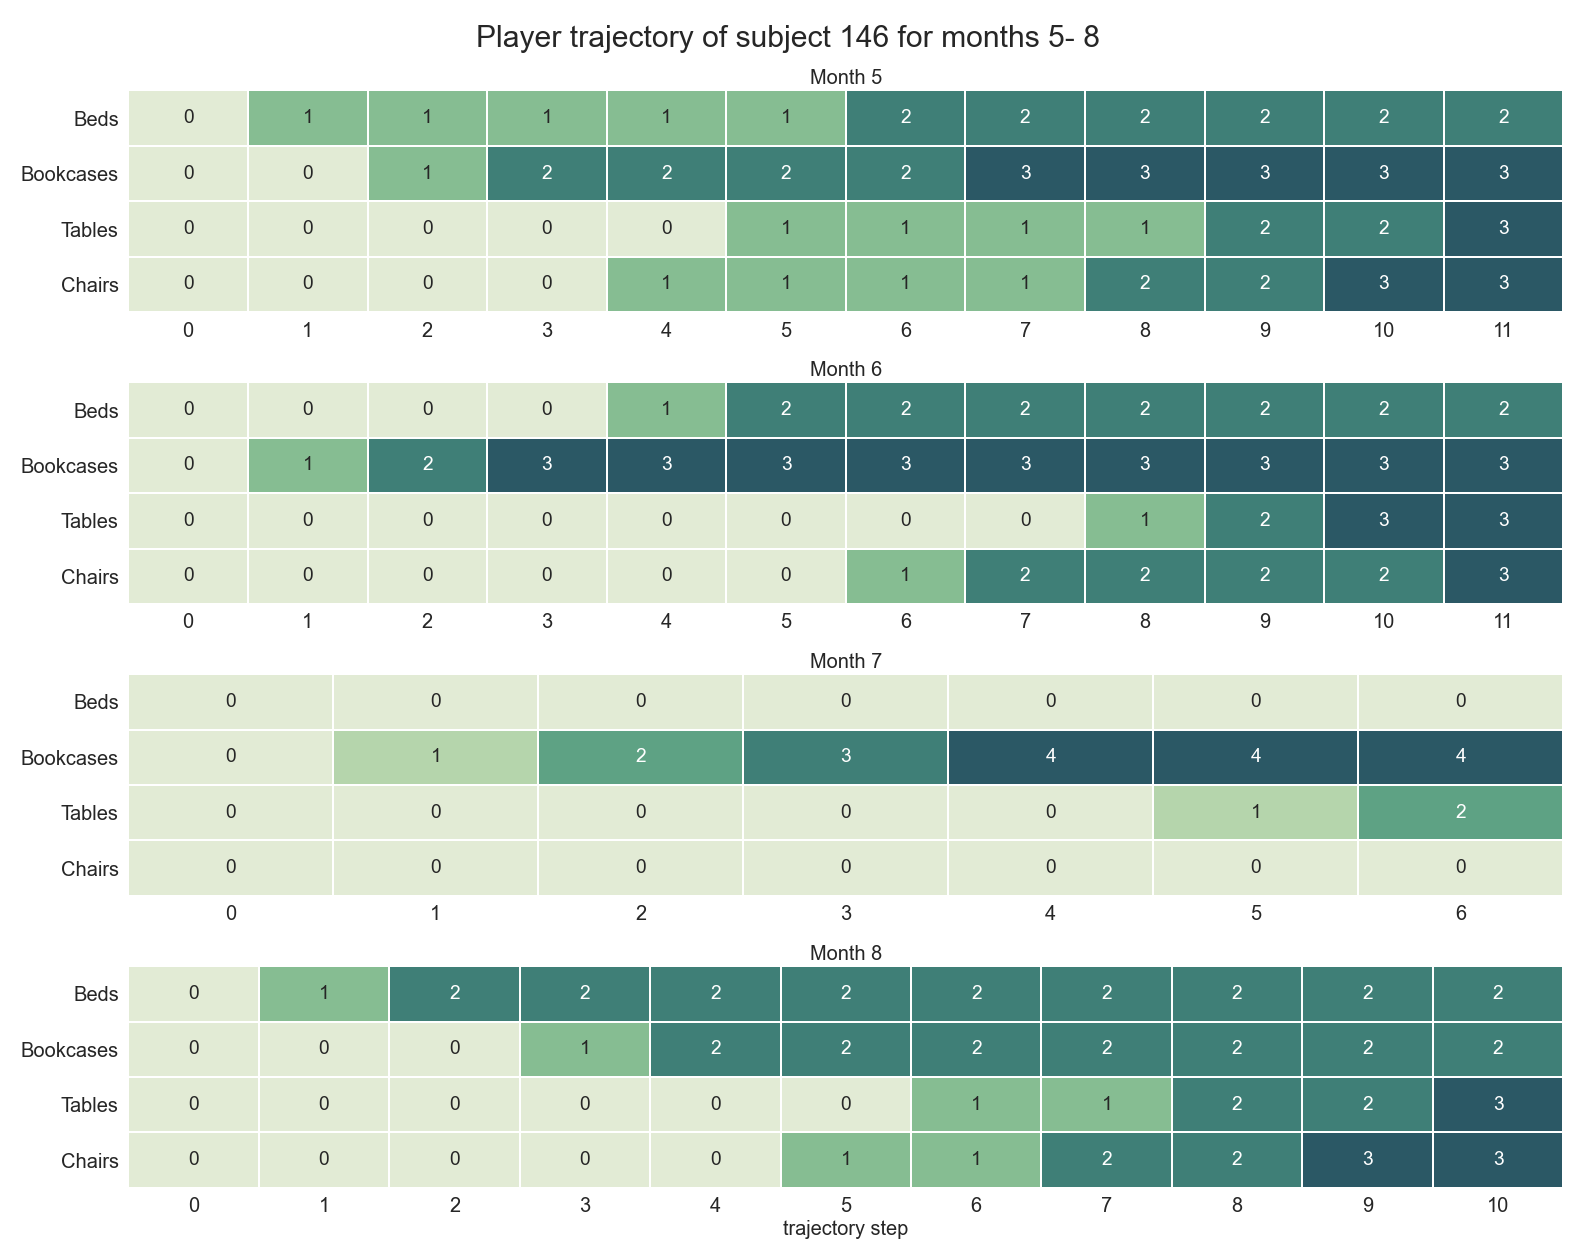 Player trajectory of subject 146 for months 5- 8
Month 5
Beds 0 1 1 1 1 1 2 2 2 2 2 2
Bookcases 0 0 1 2 2 2 2 3 3 3 3 3
Tables 0 0 0 0 0 1 1 1 1 2 2 3
Chairs 0 0 0 0 1 1 1 1 2 2 3 3
0 1 2 3 4 5 6 7 8 9 10 11
Month 6
Beds 0 0 0 0 1 2 2 2 2 2 2 2
Bookcases 0 1 2 3 3 3 3 3 3 3 3 3
Tables 0 0 0 0 0 0 0 0 1 2 3 3
Chairs 0 0 0 0 0 0 1 2 2 2 2 3
0 1 2 3 4 5 6 7 8 9 10 11
Month 7
Beds 0 0 0 0 0 0 0
Bookcases 0 1 2 3 4 4 4
Tables 0 0 0 0 0 1 2
Chairs 0 0 0 0 0 0 0
0 1 2 3 4 5 6
Month 8
Beds 0 1 2 2 2 2 2 2 2 2 2
Bookcases 0 0 0 1 2 2 2 2 2 2 2
Tables 0 0 0 0 0 0 1 1 2 2 3
Chairs 0 0 0 0 0 1 1 2 2 3 3
0 1 2 3 4 5 6 7 8 9 10
trajectory step